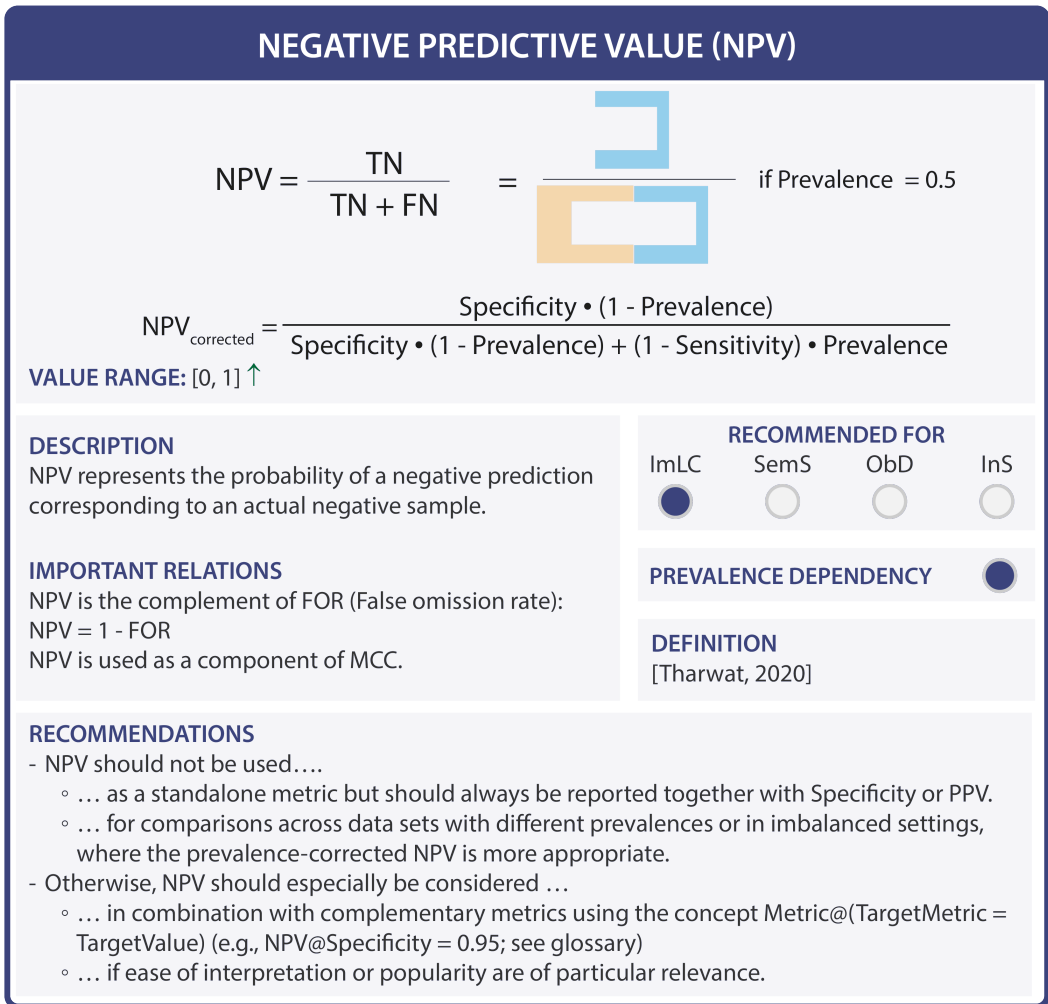 NEGATIVE PREDICTIVE VALUE (NPV)
NPV = TN / TN + FN = if Prevalence = 0.5
NPV corrected = Specificity • (1 - Prevalence) / Specificity • (1 - Prevalence) + (1 - Sensitivity) • Prevalence
VALUE RANGE: [0, 1] ↑
DESCRIPTION
NPV represents the probability of a negative prediction
corresponding to an actual negative sample.
IMPORTANT RELATIONS
NPV is the complement of FOR (False omission rate):
NPV = 1 - FOR
NPV is used as a component of MCC.
RECOMMENDED FOR
ImLC SemS ObD InS
PREVALENCE DEPENDENCY
DEFINITION
[Tharwat, 2020]
RECOMMENDATIONS
- NPV should not be used….
◦ … as a standalone metric but should always be reported together with Specificity or PPV.
◦ … for comparisons across data sets with different prevalences or in imbalanced settings,
where the prevalence-corrected NPV is more appropriate.
- Otherwise, NPV should especially be considered …
◦ … in combination with complementary metrics using the concept Metric@(TargetMetric =
TargetValue) (e.g., NPV@Specificity = 0.95; see glossary)
◦ … if ease of interpretation or popularity are of particular relevance.